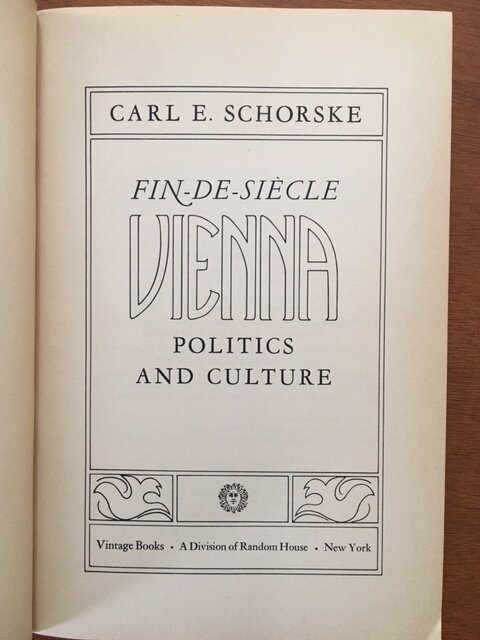 CARL E. SCHORSKE
FIN-DE-SIÈCLE
VIENNA
POLITICS
AND CULTURE
Vintage Books • A Division of Random House • New York